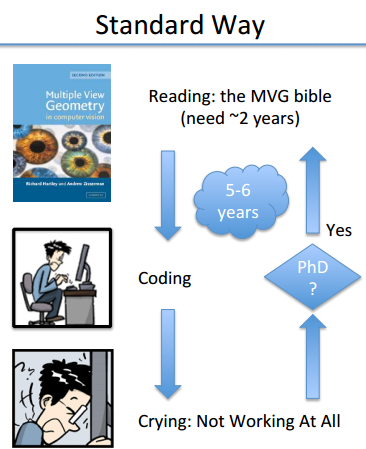 Standard Way
SECOND EDITION
Multiple View
Geometry
in computer vision
Richard Hartley and Andrew Zisserman
CAMBRIDGE
Reading: the MVG bible
(need ~2 years)
5-6
years
Yes
Coding
PhD
?
Crying: Not Working At All